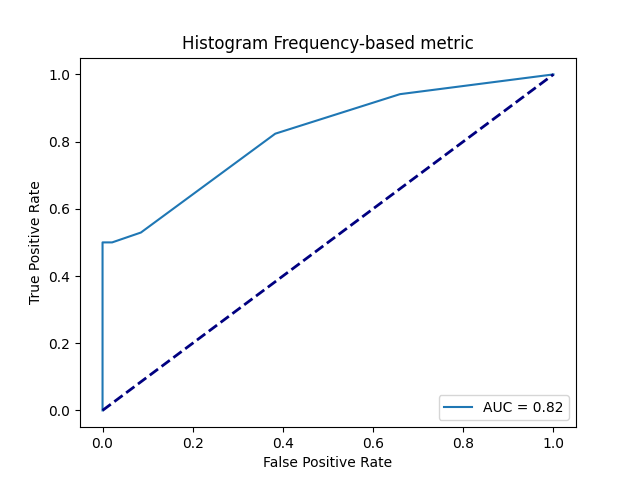 Histogram Frequency-based metric
True Positive Rate
1.0
0.8
0.6
0.4
0.2
0.0
AUC = 0.82
0.0 0.2 0.4 0.6 0.8 1.0
False Positive Rate